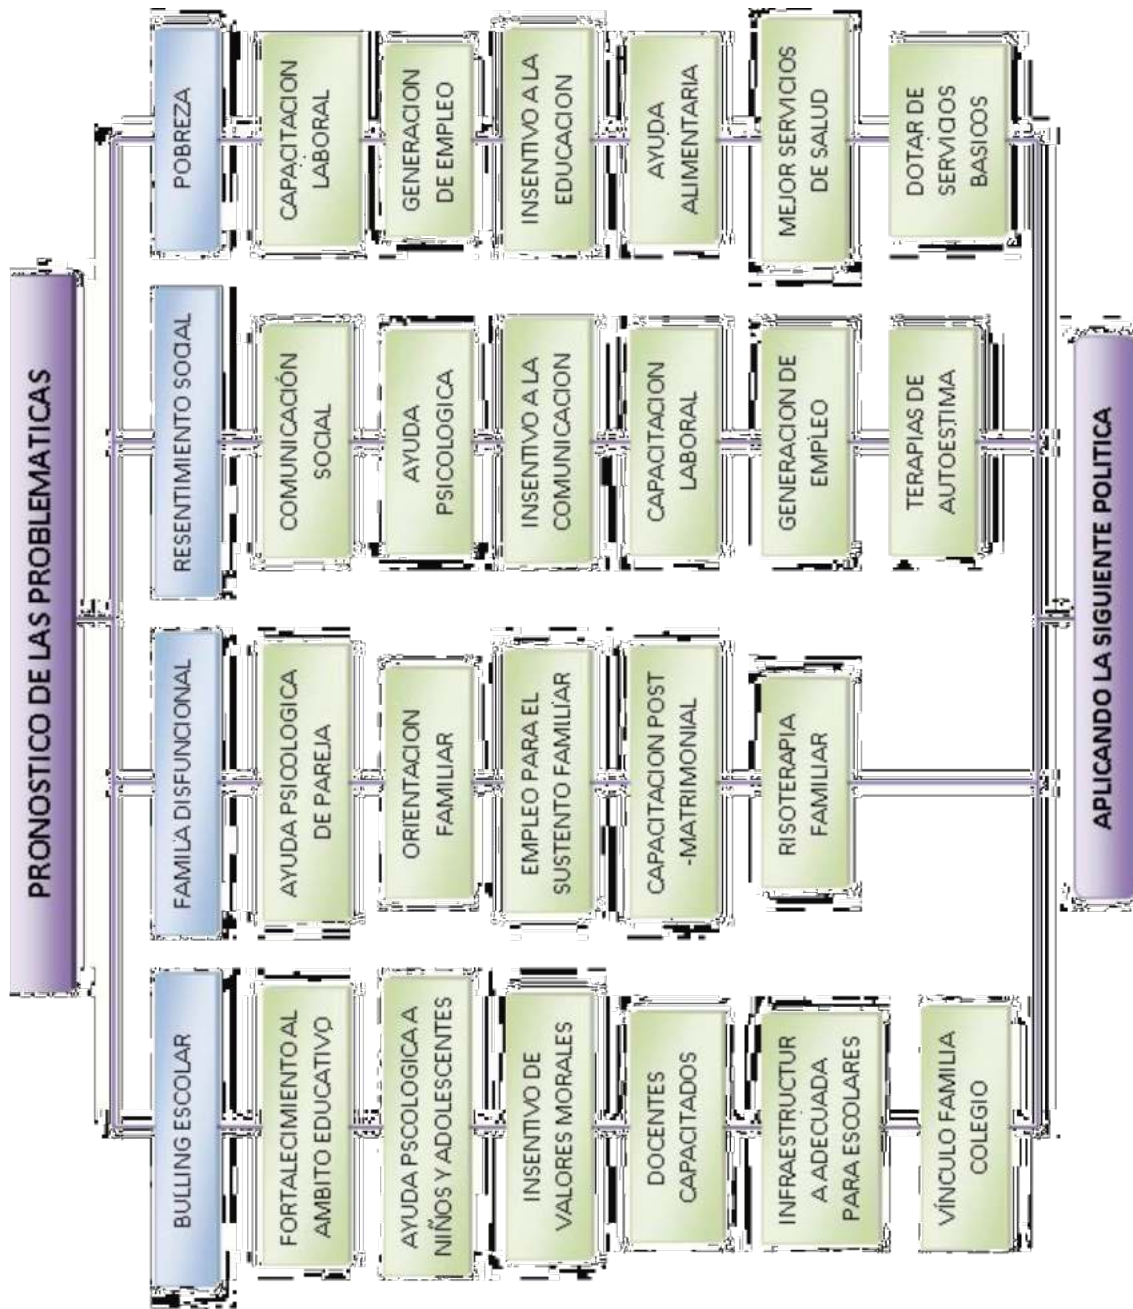 PRONOSTICO DE LAS PROBLEMATICAS
BULLING ESCOLAR
FORTALECIMIENTO AL
AMBITO EDUCATIVO
AYUDA PSCOLOGICA A
NIÑOS Y ADOLESCENTES
INSENTIVO DE
VALORES MORALES
DOCENTES
CAPACITADOS
INFRAESTRUCTUR
A ADECUADA
PARA ESCOLARES
VÍNCULO FAMILIA
COLEGIO
FAMILA DISFUNCIONAL
AYUDA PSICOLOGICA
DE PAREJA
ORIENTACION
FAMILIAR
EMPLEO PARA EL
SUSTENTO FAMILIAR
CAPACITACION POST
-MATRIMONIAL
RISOTERAPIA
FAMILIAR
RESENTIMIENTO SOCIAL
COMUNICACIÓN
SOCIAL
AYUDA
PSICOLOGICA
INSENTIVO A LA
COMUNICACION
CAPACITACION
LABORAL
GENERACION DE
EMPLEO
TERAPIAS DE
AUTOESTIMA
POBREZA
CAPACITACION
LABORAL
GENERACION
DE EMPLEO
INSENTIVO A LA
EDUCACION
AYUDA
ALIMENTARIA
MEJOR SERVICIOS
DE SALUD
DOTAR DE
SERVICIOS
BASICOS
APLICANDO LA SIGUIENTE POLITICA